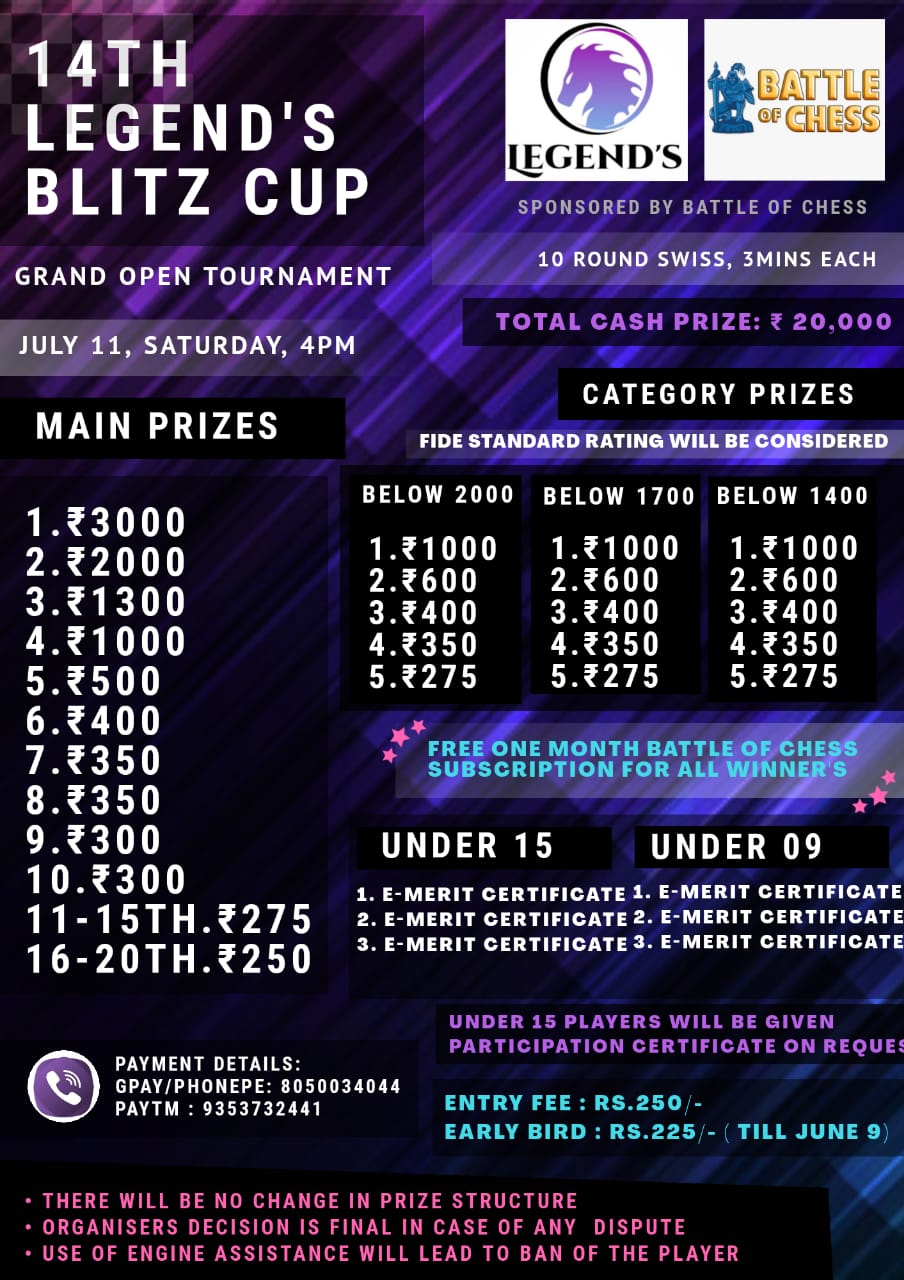 14TH
LEGEND'S
BLITZ CUP
GRAND OPEN TOURNAMENT
JULY 11, SATURDAY, 4PM
LEGEND'S
BATTLE
OF CHESS
SPONSORED BY BATTLE OF CHESS
10 ROUND SWISS, 3MINS EACH
TOTAL CASH PRIZE: ₹ 20,000
MAIN PRIZES
1.₹3000
2.₹2000
3.₹1300
4.₹1000
5.₹500
6.₹400
7.₹350
8.₹350
9.₹300
10.₹300
11-15TH.₹275
16-20TH.₹250
CATEGORY PRIZES
FIDE STANDARD RATING WILL BE CONSIDERED
BELOW 2000
1.₹1000
2.₹600
3.₹400
4.₹350
5.₹275
BELOW 1700
1.₹1000
2.₹600
3.₹400
4.₹350
5.₹275
BELOW 1400
1.₹1000
2.₹600
3.₹400
4.₹350
5.₹275
FREE ONE MONTH BATTLE OF CHESS
SUBSCRIPTION FOR ALL WINNER'S
UNDER 15
1. E-MERIT CERTIFICATE
2. E-MERIT CERTIFICATE
3. E-MERIT CERTIFICATE
UNDER 09
1. E-MERIT CERTIFICATE
2. E-MERIT CERTIFICATE
3. E-MERIT CERTIFICATE
UNDER 15 PLAYERS WILL BE GIVEN
PARTICIPATION CERTIFICATE ON REQUES
PAYMENT DETAILS:
GPAY/PHONEPE: 8050034044
PAYTM : 9353732441
ENTRY FEE : RS.250/-
EARLY BIRD : RS.225/- ( TILL JUNE 9)
• THERE WILL BE NO CHANGE IN PRIZE STRUCTURE
• ORGANISERS DECISION IS FINAL IN CASE OF ANY DISPUTE
• USE OF ENGINE ASSISTANCE WILL LEAD TO BAN OF THE PLAYER